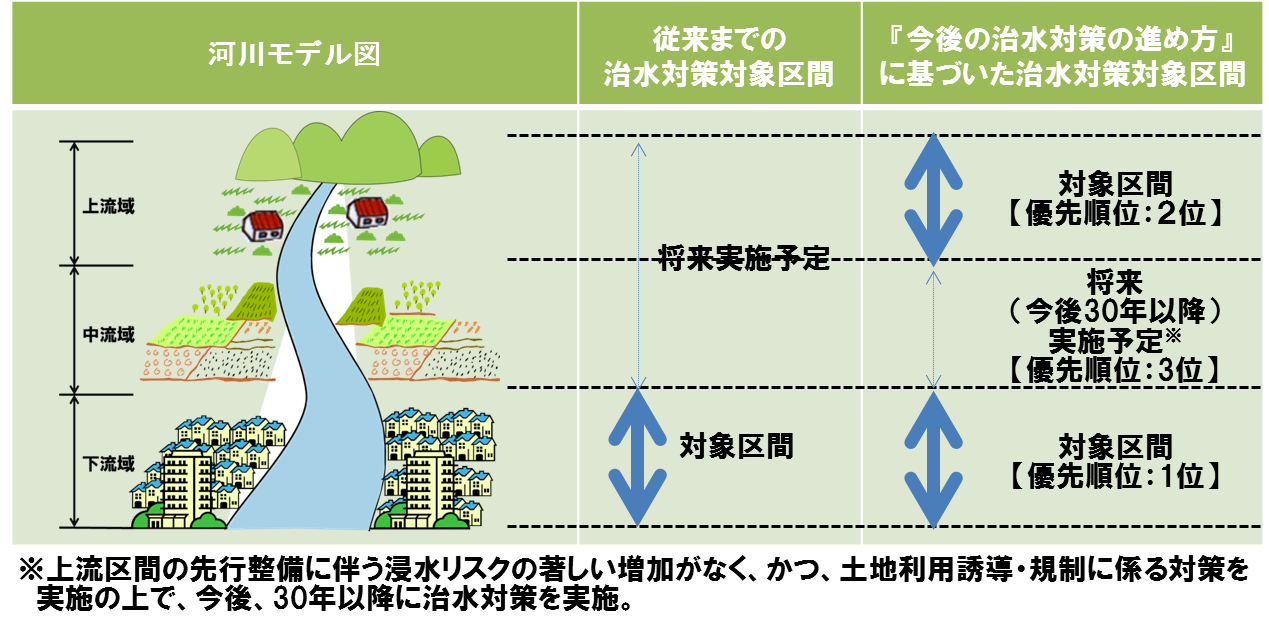 河川モデル図
従来までの
治水対策対象区間
『今後の治水対策の進め方』
に基づいた治水対策対象区間
上流域
中流域
下流域
将来実施予定
対象区間
対象区間
【優先順位：２位】
将来
（今後30年以降）
実施予定※
【優先順位：3位】
対象区間
【優先順位：1位】
※上流区間の先行整備に伴う浸水リスクの著しい増加がなく、かつ、土地利用誘導・規制に係る対策を
実施の上で、今後、30年以降に治水対策を実施。